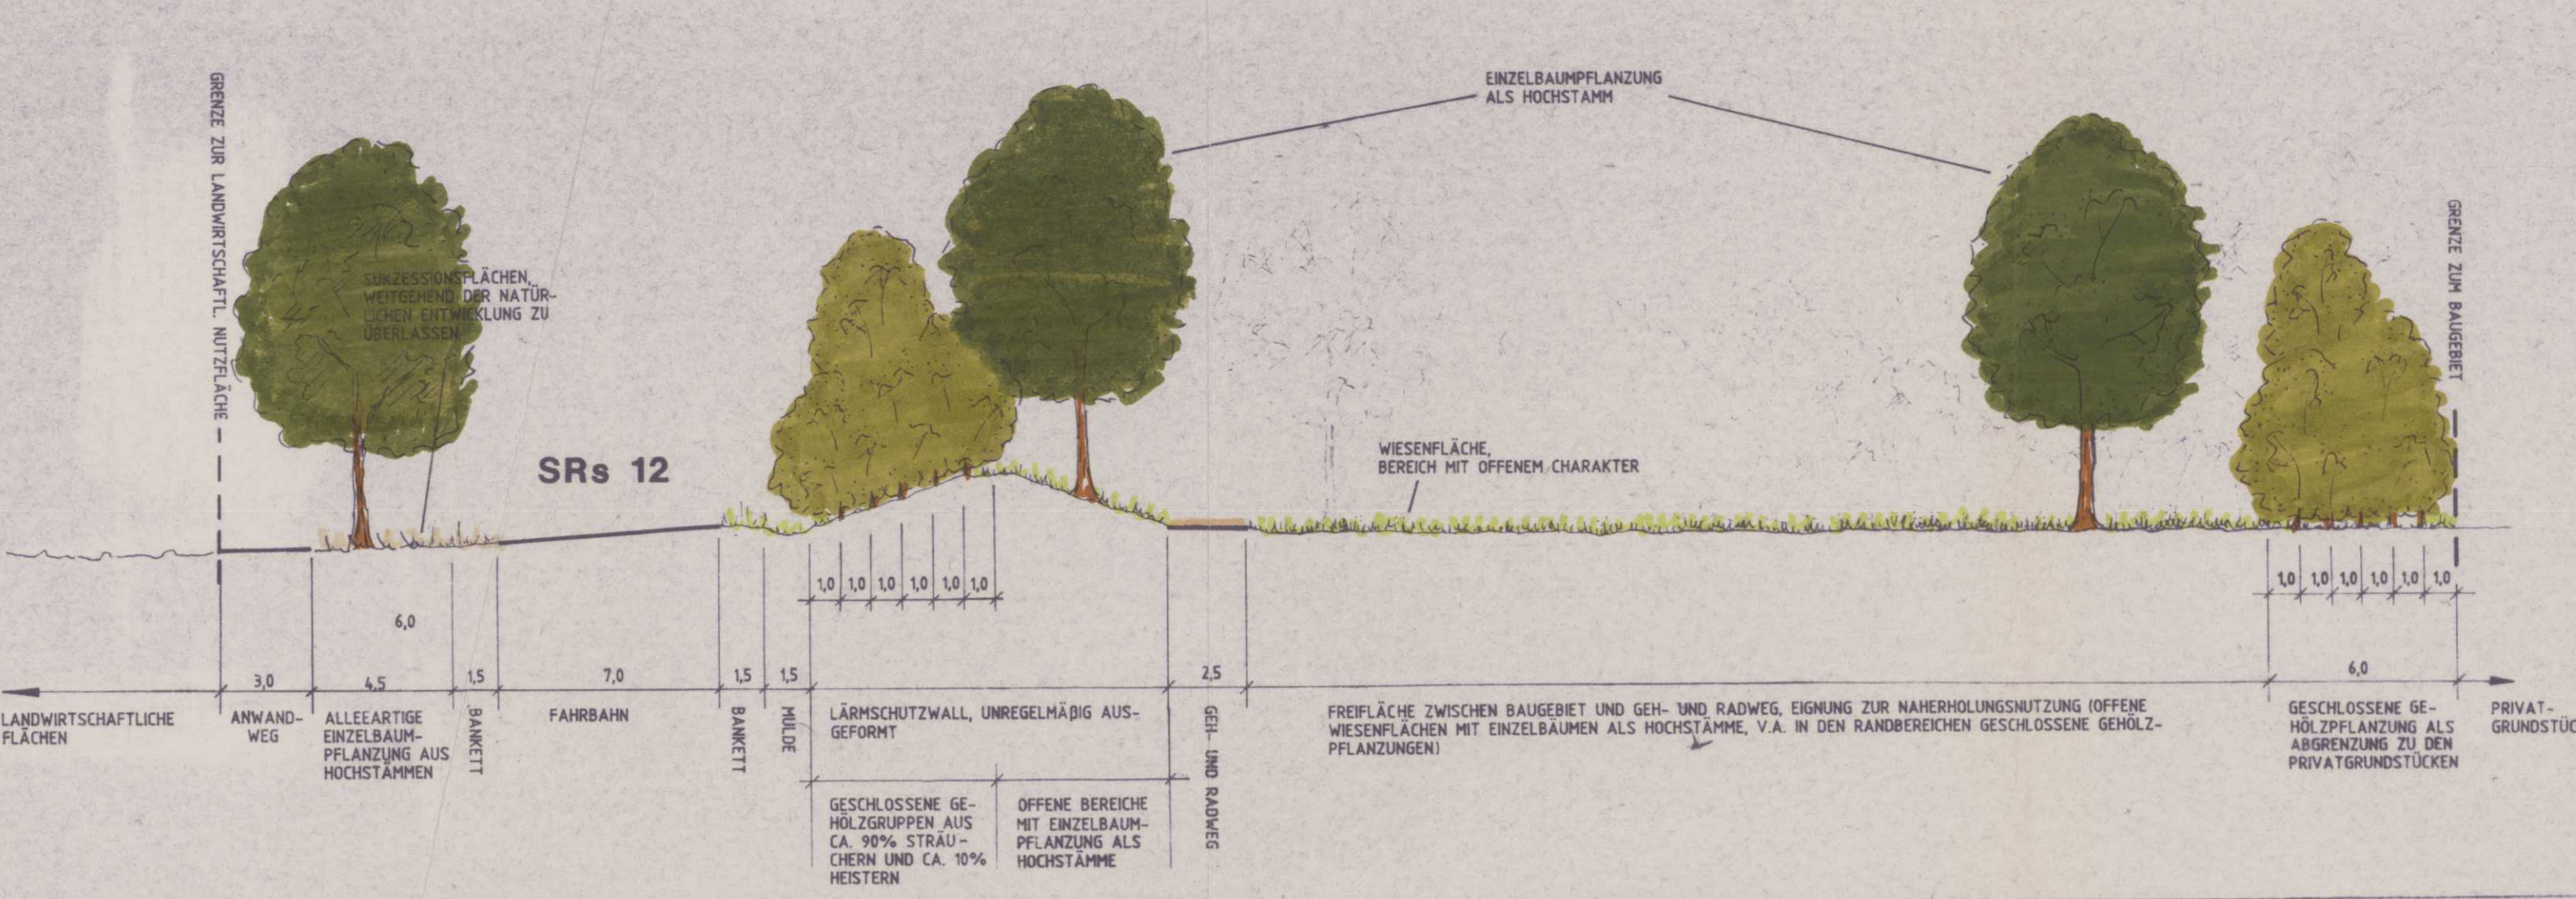 GRENZE ZUR LANDWIRTSCHAFTL. NUTZFLÄCHE
SUKZESSIONSFLÄCHEN,
WEITGEHEND DER NATÜR-
LICHEN ENTWICKLUNG ZU
ÜBERLASSEN
SRs 12
EINZELBAUMPFLANZUNG
ALS HOCHSTAMM
WIESENFLÄCHE,
BEREICH MIT OFFENEM CHARAKTER
GRENZE ZUM BAUGEBIET
1,0 1,0 1,0 1,0 1,0 1,0
1,0 1,0 1,0 1,0 1,0 1,0
6,0
3,0 4,5 1,5 7,0 1,5 1,5 2,5 6,0
LANDWIRTSCHAFTLICHE
FLÄCHEN
ANWAND-
WEG
ALLEEARTIGE
EINZELBAUM-
PFLANZUNG AUS
HOCHSTÄMMEN
BANKETT
FAHRBAHN
BANKETT
MULDE
LÄRMSCHUTZWALL, UNREGELMÄßIG AUS-
GEFORMT
GESCHLOSSENE GE-
HÖLZGRUPPEN AUS
CA. 90% STRÄU-
CHERN UND CA. 10%
HEISTERN
OFFENE BEREICHE
MIT EINZELBAUM-
PFLANZUNG ALS
HOCHSTÄMME
GEH- UND RADWEG
FREIFLÄCHE ZWISCHEN BAUGEBIET UND GEH- UND RADWEG, EIGNUNG ZUR NAHERHOLUNGSNUTZUNG (OFFENE
WIESENFLÄCHEN MIT EINZELBÄUMEN ALS HOCHSTÄMME, V.A. IN DEN RANDBEREICHEN GESCHLOSSENE GEHÖLZ-
PFLANZUNGEN)
GESCHLOSSENE GE-
HÖLZPFLANZUNG ALS
ABGRENZUNG ZU DEN
PRIVATGRUNDSTÜCKEN
PRIVAT-
GRUNDSTÜC